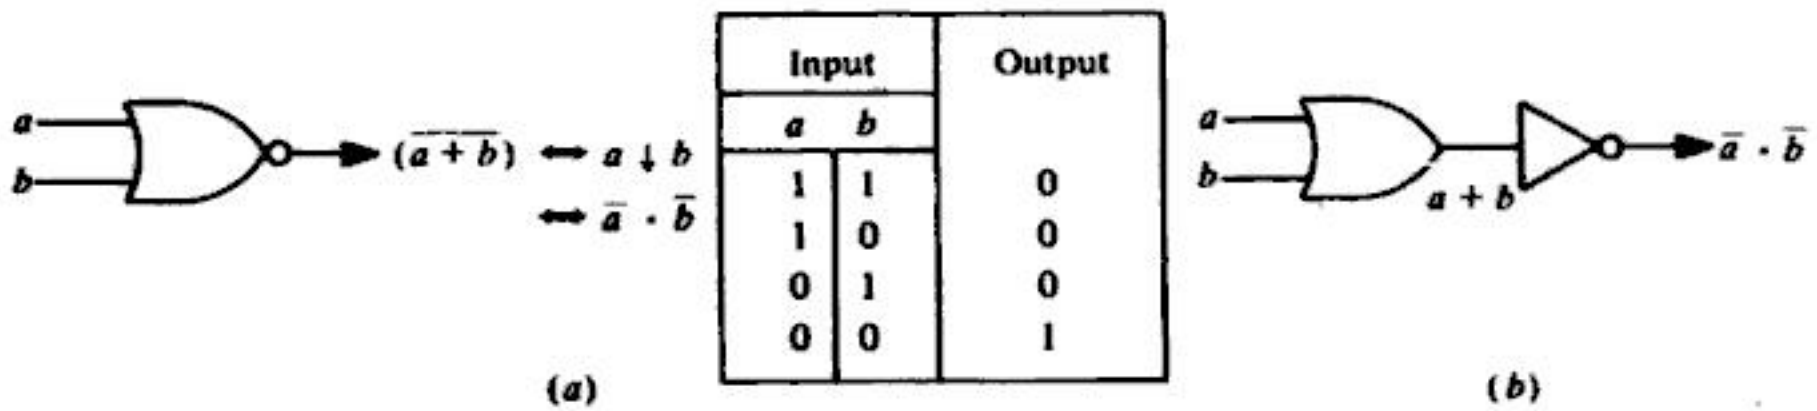 a
b
(a + b)̅ ↔ a ↓ b
↔ a̅ · b̅
(a)
Input Output
a b
1 1 0
1 0 0
0 1 0
0 0 1
a
b
a + b
a̅ · b̅
(b)